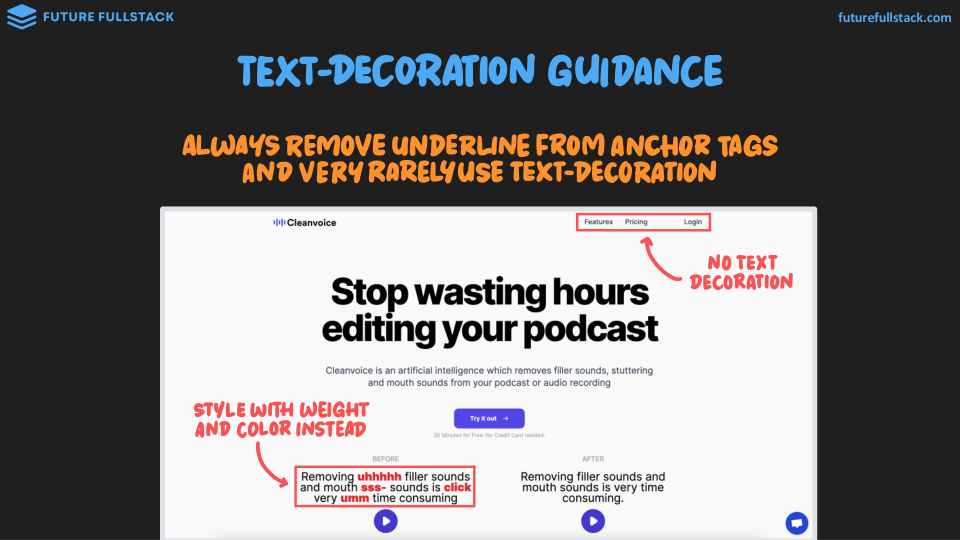 FUTURE FULLSTACK
futurefullstack.com
TEXT-DECORATION GUIDANCE
ALWAYS REMOVE UNDERLINE FROM ANCHOR TAGS
AND VERY RARELY USE TEXT-DECORATION
Cleanvoice
Features Pricing Login
NO TEXT
DECORATION
Stop wasting hours
editing your podcast
Cleanvoice is an artificial intelligence which removes filler sounds, stuttering
and mouth sounds from your podcast or audio recording
STYLE WITH WEIGHT
AND COLOR INSTEAD
Try it out →
30 Minutes for Free. No Credit Card needed.
BEFORE
Removing uhhhhh filler sounds
and mouth sss- sounds is click
very umm time consuming
AFTER
Removing filler sounds and
mouth sounds is very time
consuming.